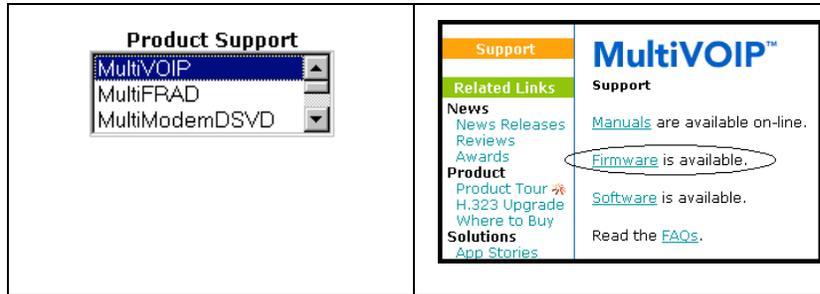 Product Support
MultiVOIP
MultiFRAD
MultiModemDSVD
Support
Related Links
News
News Releases
Reviews
Awards
Product
Product Tour
H.323 Upgrade
Where to Buy
Solutions
App Stories
MultiVOIP™
Support
Manuals are available on-line.
Firmware is available.
Software is available.
Read the FAQs.